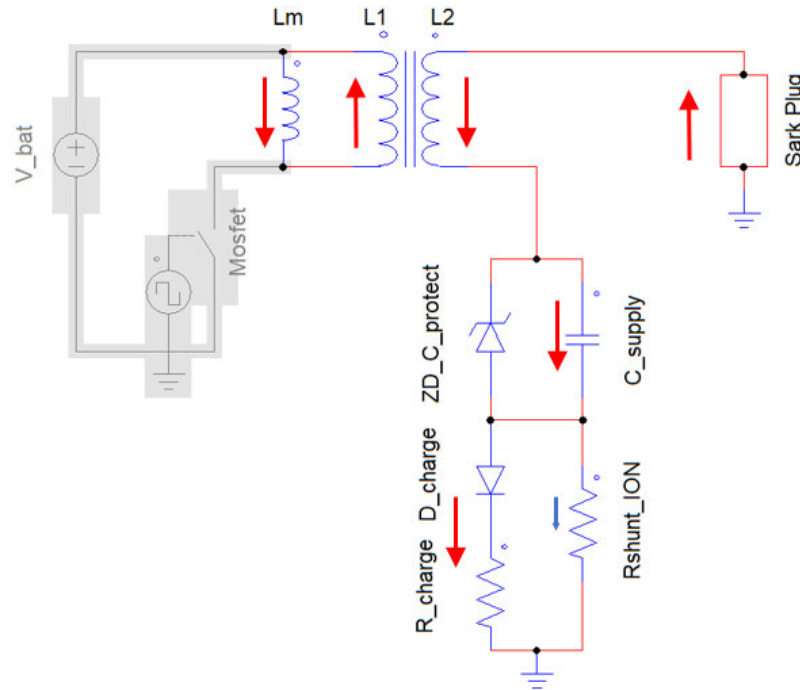 Lm
L1
L2
V_bat
Mosfet
Sark Plug
ZD_C_protect
C_supply
D_charge
R_charge
Rshunt_ION